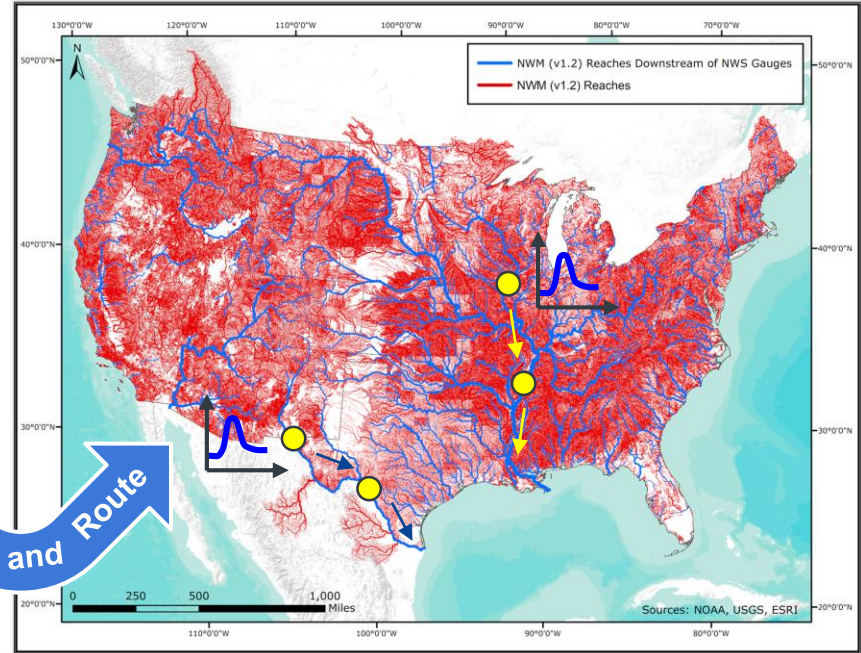 130°0'0"W 120°0'0"W 110°0'0"W 100°0'0"W 90°0'0"W 80°0'0"W 70°0'0"W
N
NWM (v1.2) Reaches Downstream of NWS Gauges
NWM (v1.2) Reaches
50°0'0"N 50°0'0"N
40°0'0"N 40°0'0"N
30°0'0"N 30°0'0"N
and Route
0 250 500 1,000
Miles
Sources: NOAA, USGS, ESRI
20°0'0"N 20°0'0"N
110°0'0"W 100°0'0"W 90°0'0"W 80°0'0"W